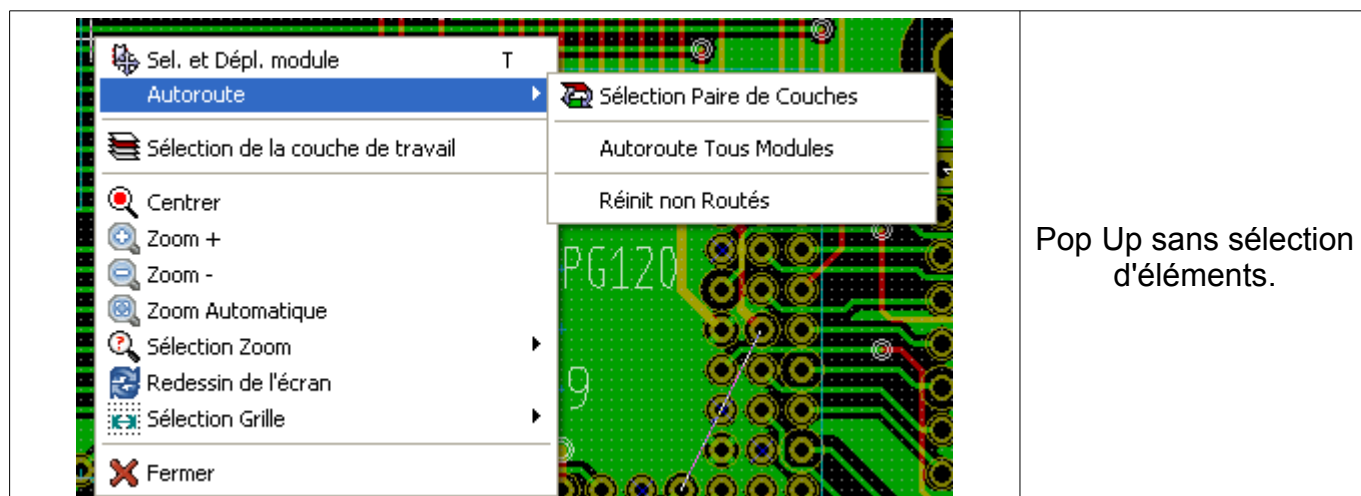 Sel. et Dépl. module T
Autoroute
Sélection Paire de Couches
Autoroute Tous Modules
Réinit non Routés
Sélection de la couche de travail
Centrer
Zoom +
Zoom -
Zoom Automatique
Sélection Zoom
Redessin de l'écran
Sélection Grille
Fermer
PG120
9
Pop Up sans sélection
d'éléments.